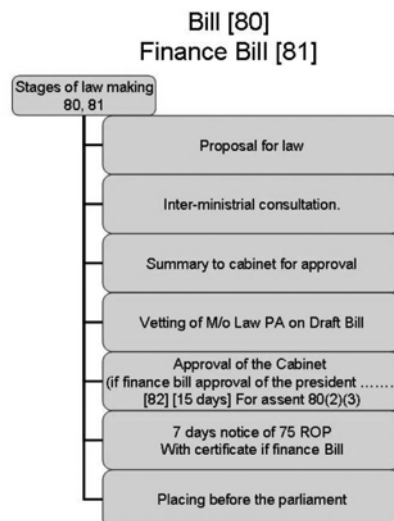 Bill [80]
Finance Bill [81]
Stages of law making
80, 81
Proposal for law
Inter-ministrial consultation.
Summary to cabinet for approval
Vetting of M/o Law PA on Draft Bill
Approval of the Cabinet
(if finance bill approval of the president ........
[82] [15 days] For assent 80(2)(3)
7 days notice of 75 ROP
With certificate if finance Bill
Placing before the parliament